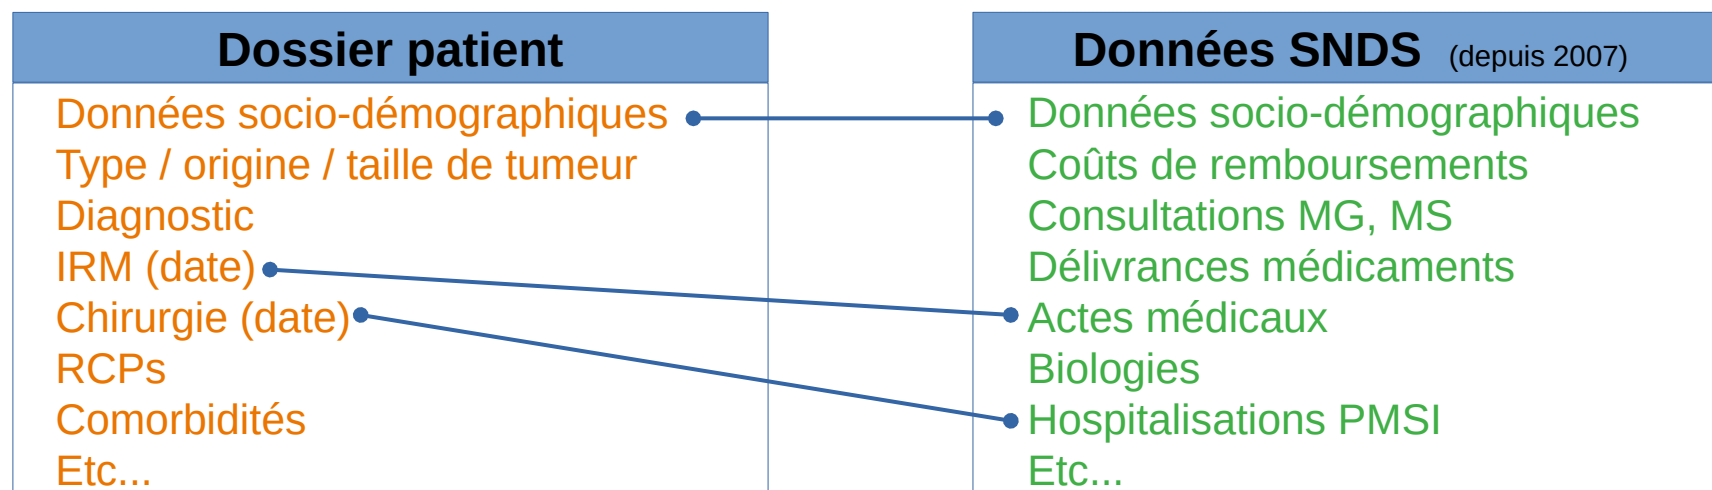 Dossier patient
Données socio-démographiques
Type / origine / taille de tumeur
Diagnostic
IRM (date)
Chirurgie (date)
RCPs
Comorbidités
Etc...
Données SNDS (depuis 2007)
Données socio-démographiques
Coûts de remboursements
Consultations MG, MS
Délivrances médicaments
Actes médicaux
Biologies
Hospitalisations PMSI
Etc...